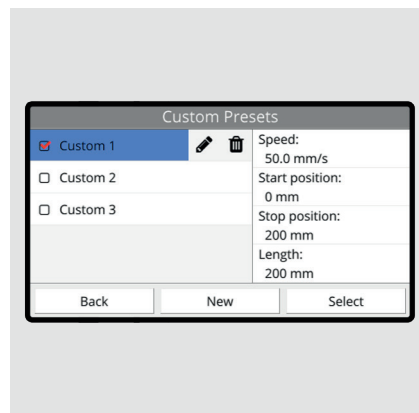 Custom Presets
Custom 1
Custom 2
Custom 3
Speed:
50.0 mm/s
Start position:
0 mm
Stop position:
200 mm
Length:
200 mm
Back
New
Select